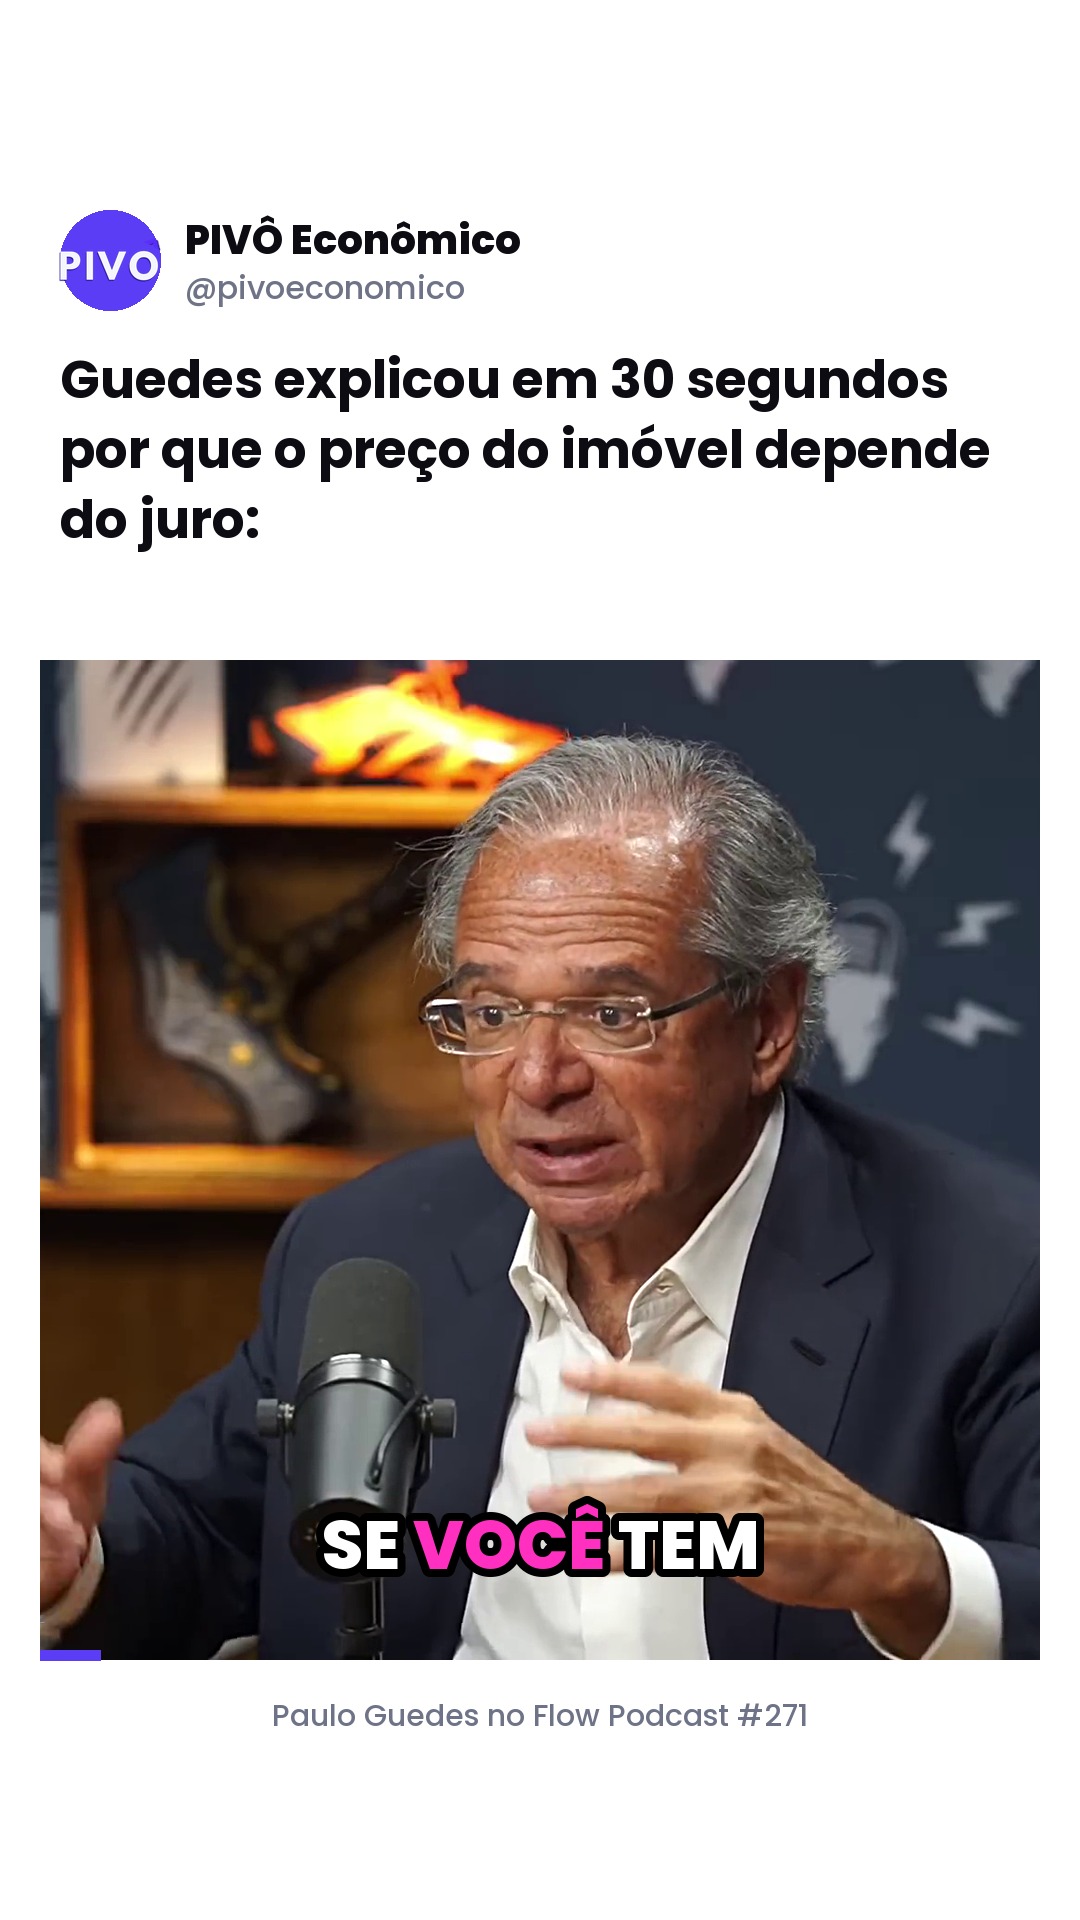 PIVO
PIVÔ Econômico
@pivoeconomico
Guedes explicou em 30 segundos
por que o preço do imóvel depende
do juro:
SE VOCÊ TEM
Paulo Guedes no Flow Podcast #271